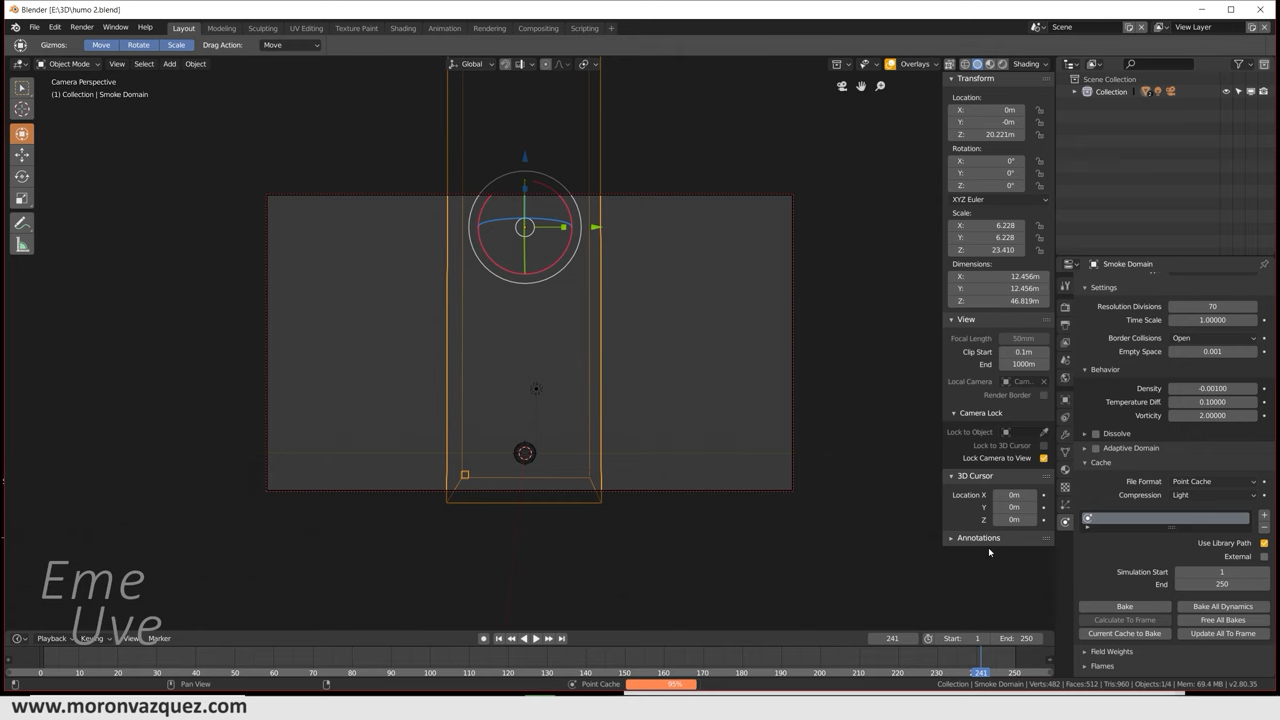 Blender [E:\3D\humo 2.blend]
File Edit Render Window Help Layout Modeling Sculpting UV Editing Texture Paint Shading Animation Rendering Compositing Scripting + Scene View Layer
Gizmos: Move Rotate Scale Drag Action: Move
Object Mode View Select Add Object Global Overlays Shading
Camera Perspective
(1) Collection | Smoke Domain
Transform
Location:
X: 0m
Y: -0m
Z: 20.221m
Rotation:
X: 0°
Y: 0°
Z: 0°
XYZ Euler
Scale:
X: 6.228
Y: 6.228
Z: 23.410
Dimensions:
X: 12.456m
Y: 12.456m
Z: 46.819m
View
Focal Length 50mm
Clip Start 0.1m
End 1000m
Local Camera Cam...
Render Border
Camera Lock
Lock to Object
Lock to 3D Cursor
Lock Camera to View
3D Cursor
Location X 0m
Y 0m
Z 0m
Annotations
Scene Collection
Collection
Smoke Domain
Settings
Resolution Divisions 70
Time Scale 1.00000
Border Collisions Open
Empty Space 0.001
Behavior
Density -0.00100
Temperature Diff. 0.10000
Vorticity 2.00000
Dissolve
Adaptive Domain
Cache
File Format Point Cache
Compression Light
Use Library Path
External
Simulation Start 1
End 250
Bake Bake All Dynamics
Calculate To Frame Free All Bakes
Current Cache to Bake Update All To Frame
Field Weights
Flames
Eme
Uve
Playback Keying View Marker 241 Start: 1 End: 250
0 10 20 30 40 50 60 70 80 90 100 110 120 130 140 150 160 170 180 190 200 210 220 230 241 250
Pan View Point Cache 95% Collection | Smoke Domain | Verts:482 | Faces:512 | Tris:960 | Objects:1/4 | Mem: 69.4 MB | v2.80.35
www.moronvazquez.com